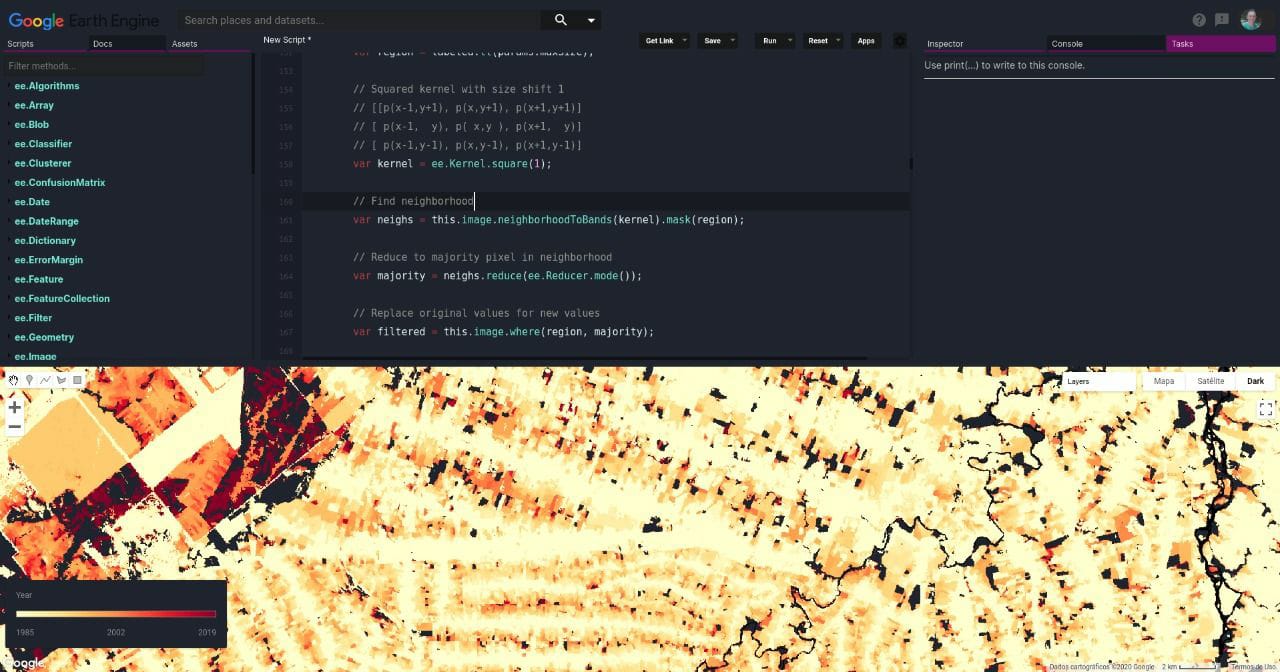 Google Earth Engine
Search places and datasets...
Scripts
Docs
Assets
Filter methods...
ee.Algorithms
ee.Array
ee.Blob
ee.Classifier
ee.Clusterer
ee.ConfusionMatrix
ee.Date
ee.DateRange
ee.Dictionary
ee.ErrorMargin
ee.Feature
ee.FeatureCollection
ee.Filter
ee.Geometry
ee.Image
New Script *
Get Link
Save
Run
Reset
Apps
153
154 // Squared kernel with size shift 1
155 // [[p(x-1,y+1), p(x,y+1), p(x+1,y+1)]
156 // [ p(x-1,  y), p( x,y ), p(x+1,  y)]
157 // [ p(x-1,y-1), p(x,y-1), p(x+1,y-1)]
158 var kernel = ee.Kernel.square(1);
159
160 // Find neighborhood
161 var neighs = this.image.neighborhoodToBands(kernel).mask(region);
162
163 // Reduce to majority pixel in neighborhood
164 var majority = neighs.reduce(ee.Reducer.mode());
165
166 // Replace original values for new values
167 var filtered = this.image.where(region, majority);
168
Inspector
Console
Tasks
Use print(...) to write to this console.
Layers
Mapa
Satélite
Dark
Year
1985
2002
2019
Google
Dados cartográficos ©2020 Google
2 km
Termos de Uso